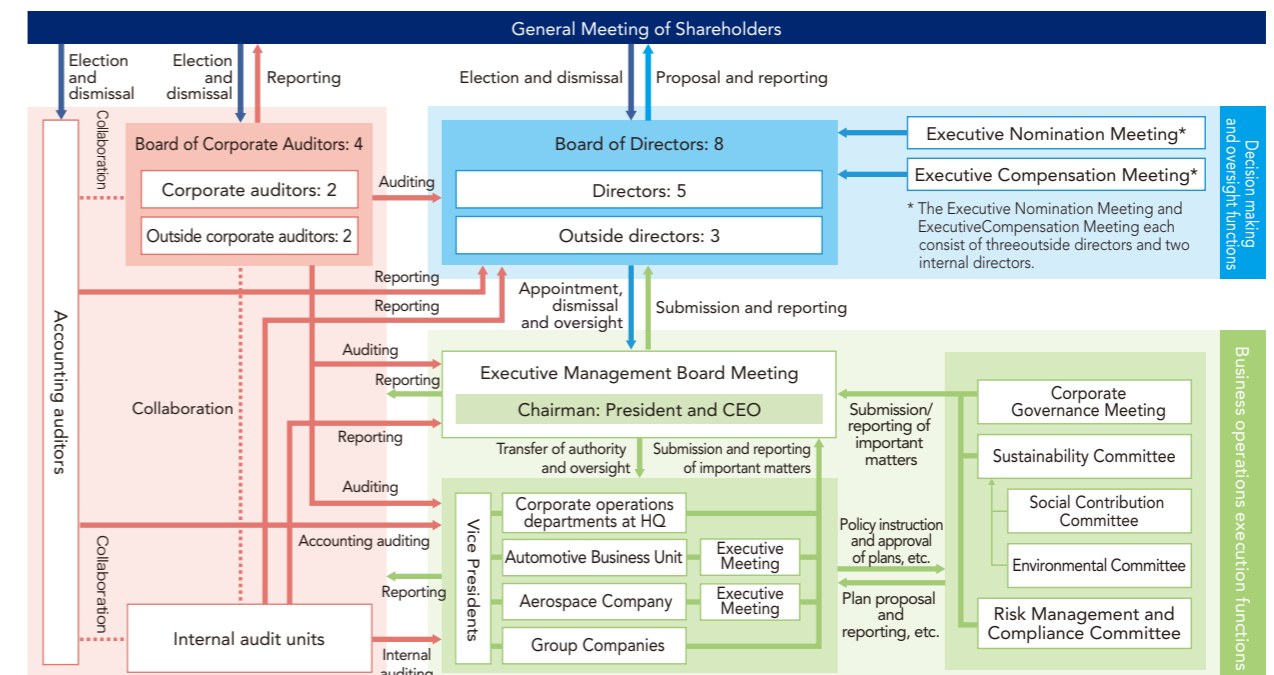 General Meeting of Shareholders
Election
and
dismissal
Election
and
dismissal
Reporting
Election and dismissal
Proposal and reporting
Collaboration
Board of Corporate Auditors: 4
Corporate auditors: 2
Outside corporate auditors: 2
Auditing
Board of Directors: 8
Directors: 5
Outside directors: 3
Executive Nomination Meeting*
Executive Compensation Meeting*
* The Executive Nomination Meeting and
ExecutiveCompensation Meeting each
consist of threeoutside directors and two
internal directors.
Decision making
and oversight functions
Reporting
Reporting
Appointment,
dismissal
and oversight
Submission and reporting
Accounting auditors
Collaboration
Auditing
Reporting
Reporting
Executive Management Board Meeting
Chairman: President and CEO
Transfer of authority
and oversight
Submission and reporting
of important matters
Submission/
reporting of
important
matters
Corporate
Governance Meeting
Sustainability Committee
Social Contribution
Committee
Environmental Committee
Risk Management and
Compliance Committee
Business operations execution functions
Auditing
Accounting auditing
Reporting
Vice Presidents
Corporate operations
departments at HQ
Automotive Business Unit
Executive
Meeting
Aerospace Company
Executive
Meeting
Group Companies
Policy instruction
and approval
of plans, etc.
Plan proposal
and
reporting, etc.
Collaboration
Internal audit units
Internal
auditing